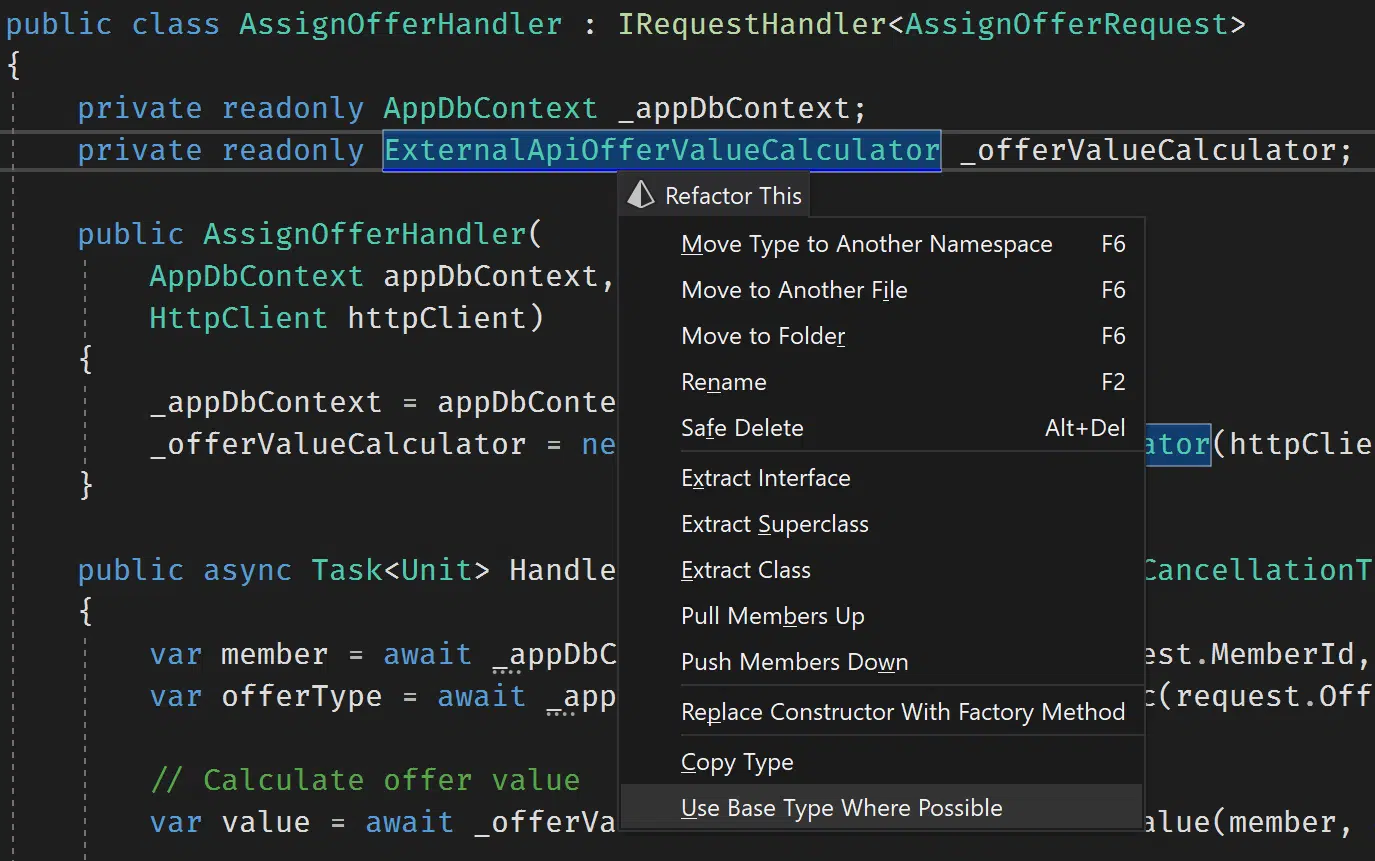 public class AssignOfferHandler : IRequestHandler<AssignOfferRequest>
{
private readonly AppDbContext _appDbContext;
private readonly ExternalApiOfferValueCalculator _offerValueCalculator;
Refactor This
public AssignOfferHandler(
AppDbContext appDbContext,
HttpClient httpClient)
{
_appDbContext = appDbConte
_offerValueCalculator = ne ator(httpClie
}
public async Task<Unit> Handle CancellationT
{
var member = await _appDbC est.MemberId,
var offerType = await _app c(request.Off
// Calculate offer value
var value = await _offerVa alue(member,
Move Type to Another Namespace F6
Move to Another File F6
Move to Folder F6
Rename F2
Safe Delete Alt+Del
Extract Interface
Extract Superclass
Extract Class
Pull Members Up
Push Members Down
Replace Constructor With Factory Method
Copy Type
Use Base Type Where Possible